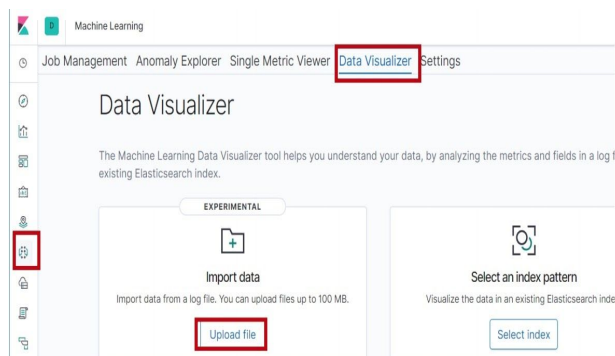 D Machine Learning
Job Management Anomaly Explorer Single Metric Viewer Data Visualizer Settings
Data Visualizer
The Machine Learning Data Visualizer tool helps you understand your data, by analyzing the metrics and fields in a log f
existing Elasticsearch index.
EXPERIMENTAL
Import data
Import data from a log file. You can upload files up to 100 MB.
Upload file
Select an index pattern
Visualize the data in an existing Elasticsearch inde
Select index